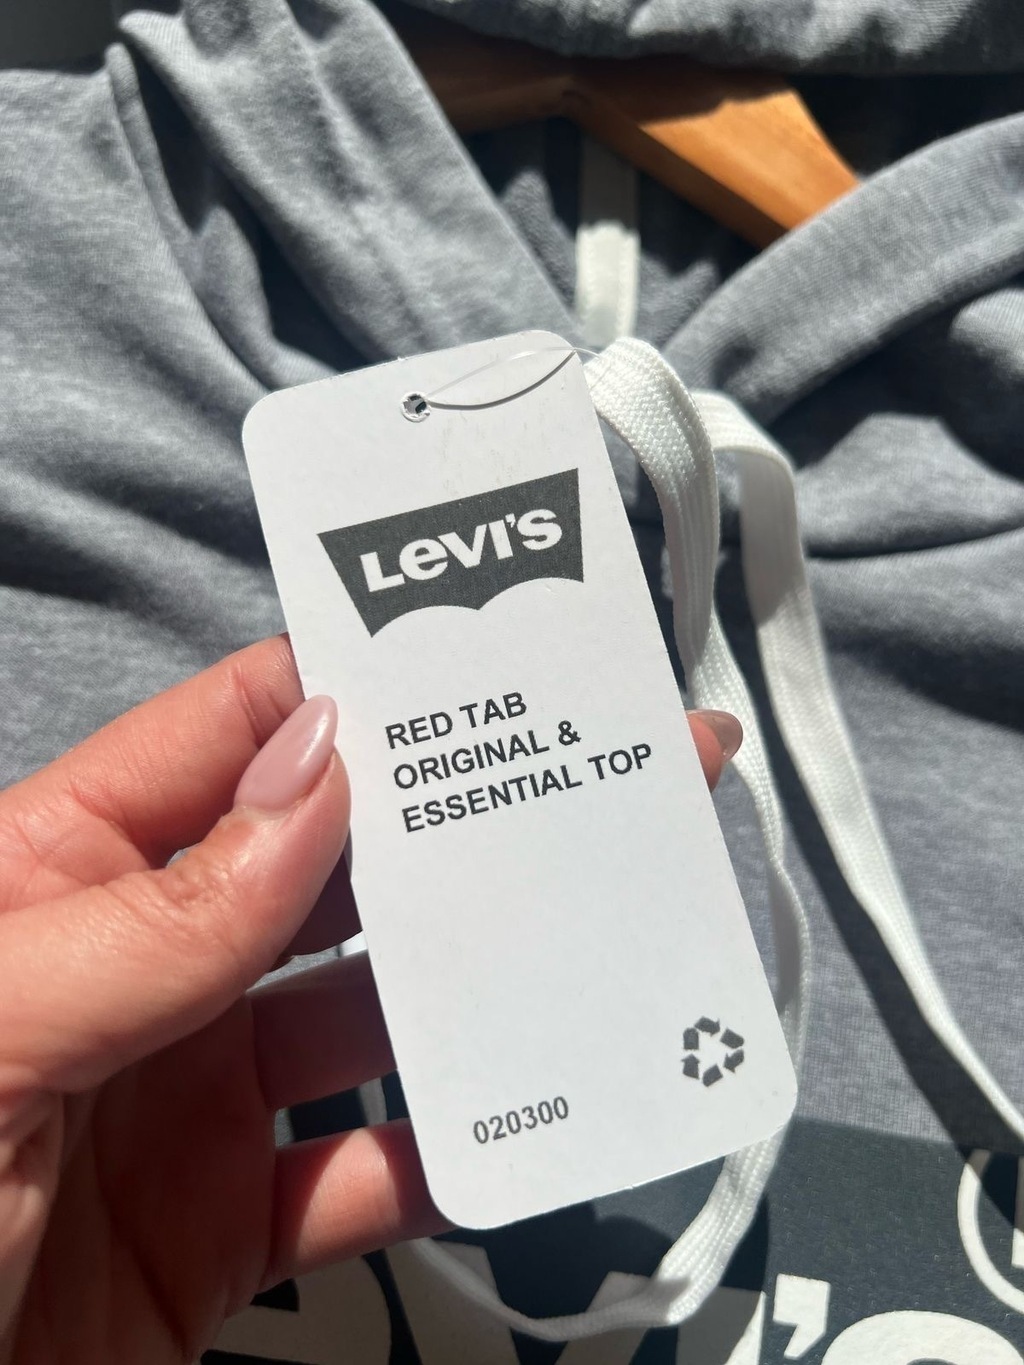 Levi's
RED TAB
ORIGINAL &
ESSENTIAL TOP
020300